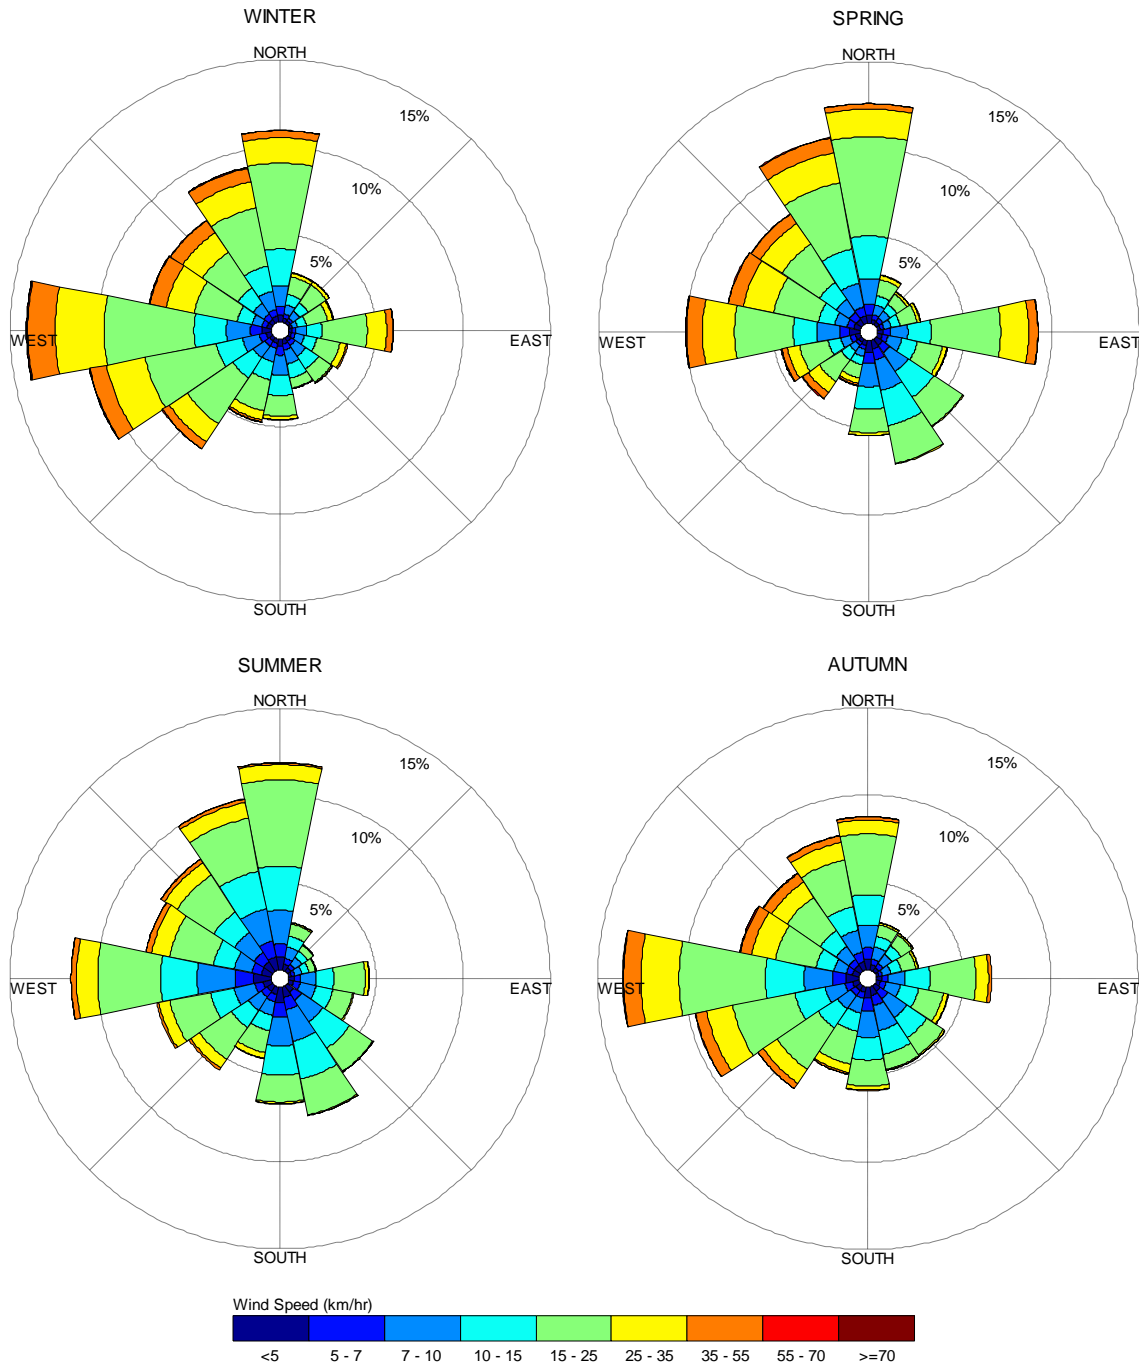 WINTER
NORTH
15%
10%
5%
WEST
EAST
SOUTH
SPRING
NORTH
15%
10%
5%
WEST
EAST
SOUTH
SUMMER
NORTH
15%
10%
5%
WEST
EAST
SOUTH
AUTUMN
NORTH
15%
10%
5%
WEST
EAST
SOUTH
Wind Speed (km/hr)
<5 5 - 7 7 - 10 10 - 15 15 - 25 25 - 35 35 - 55 55 - 70 >=70